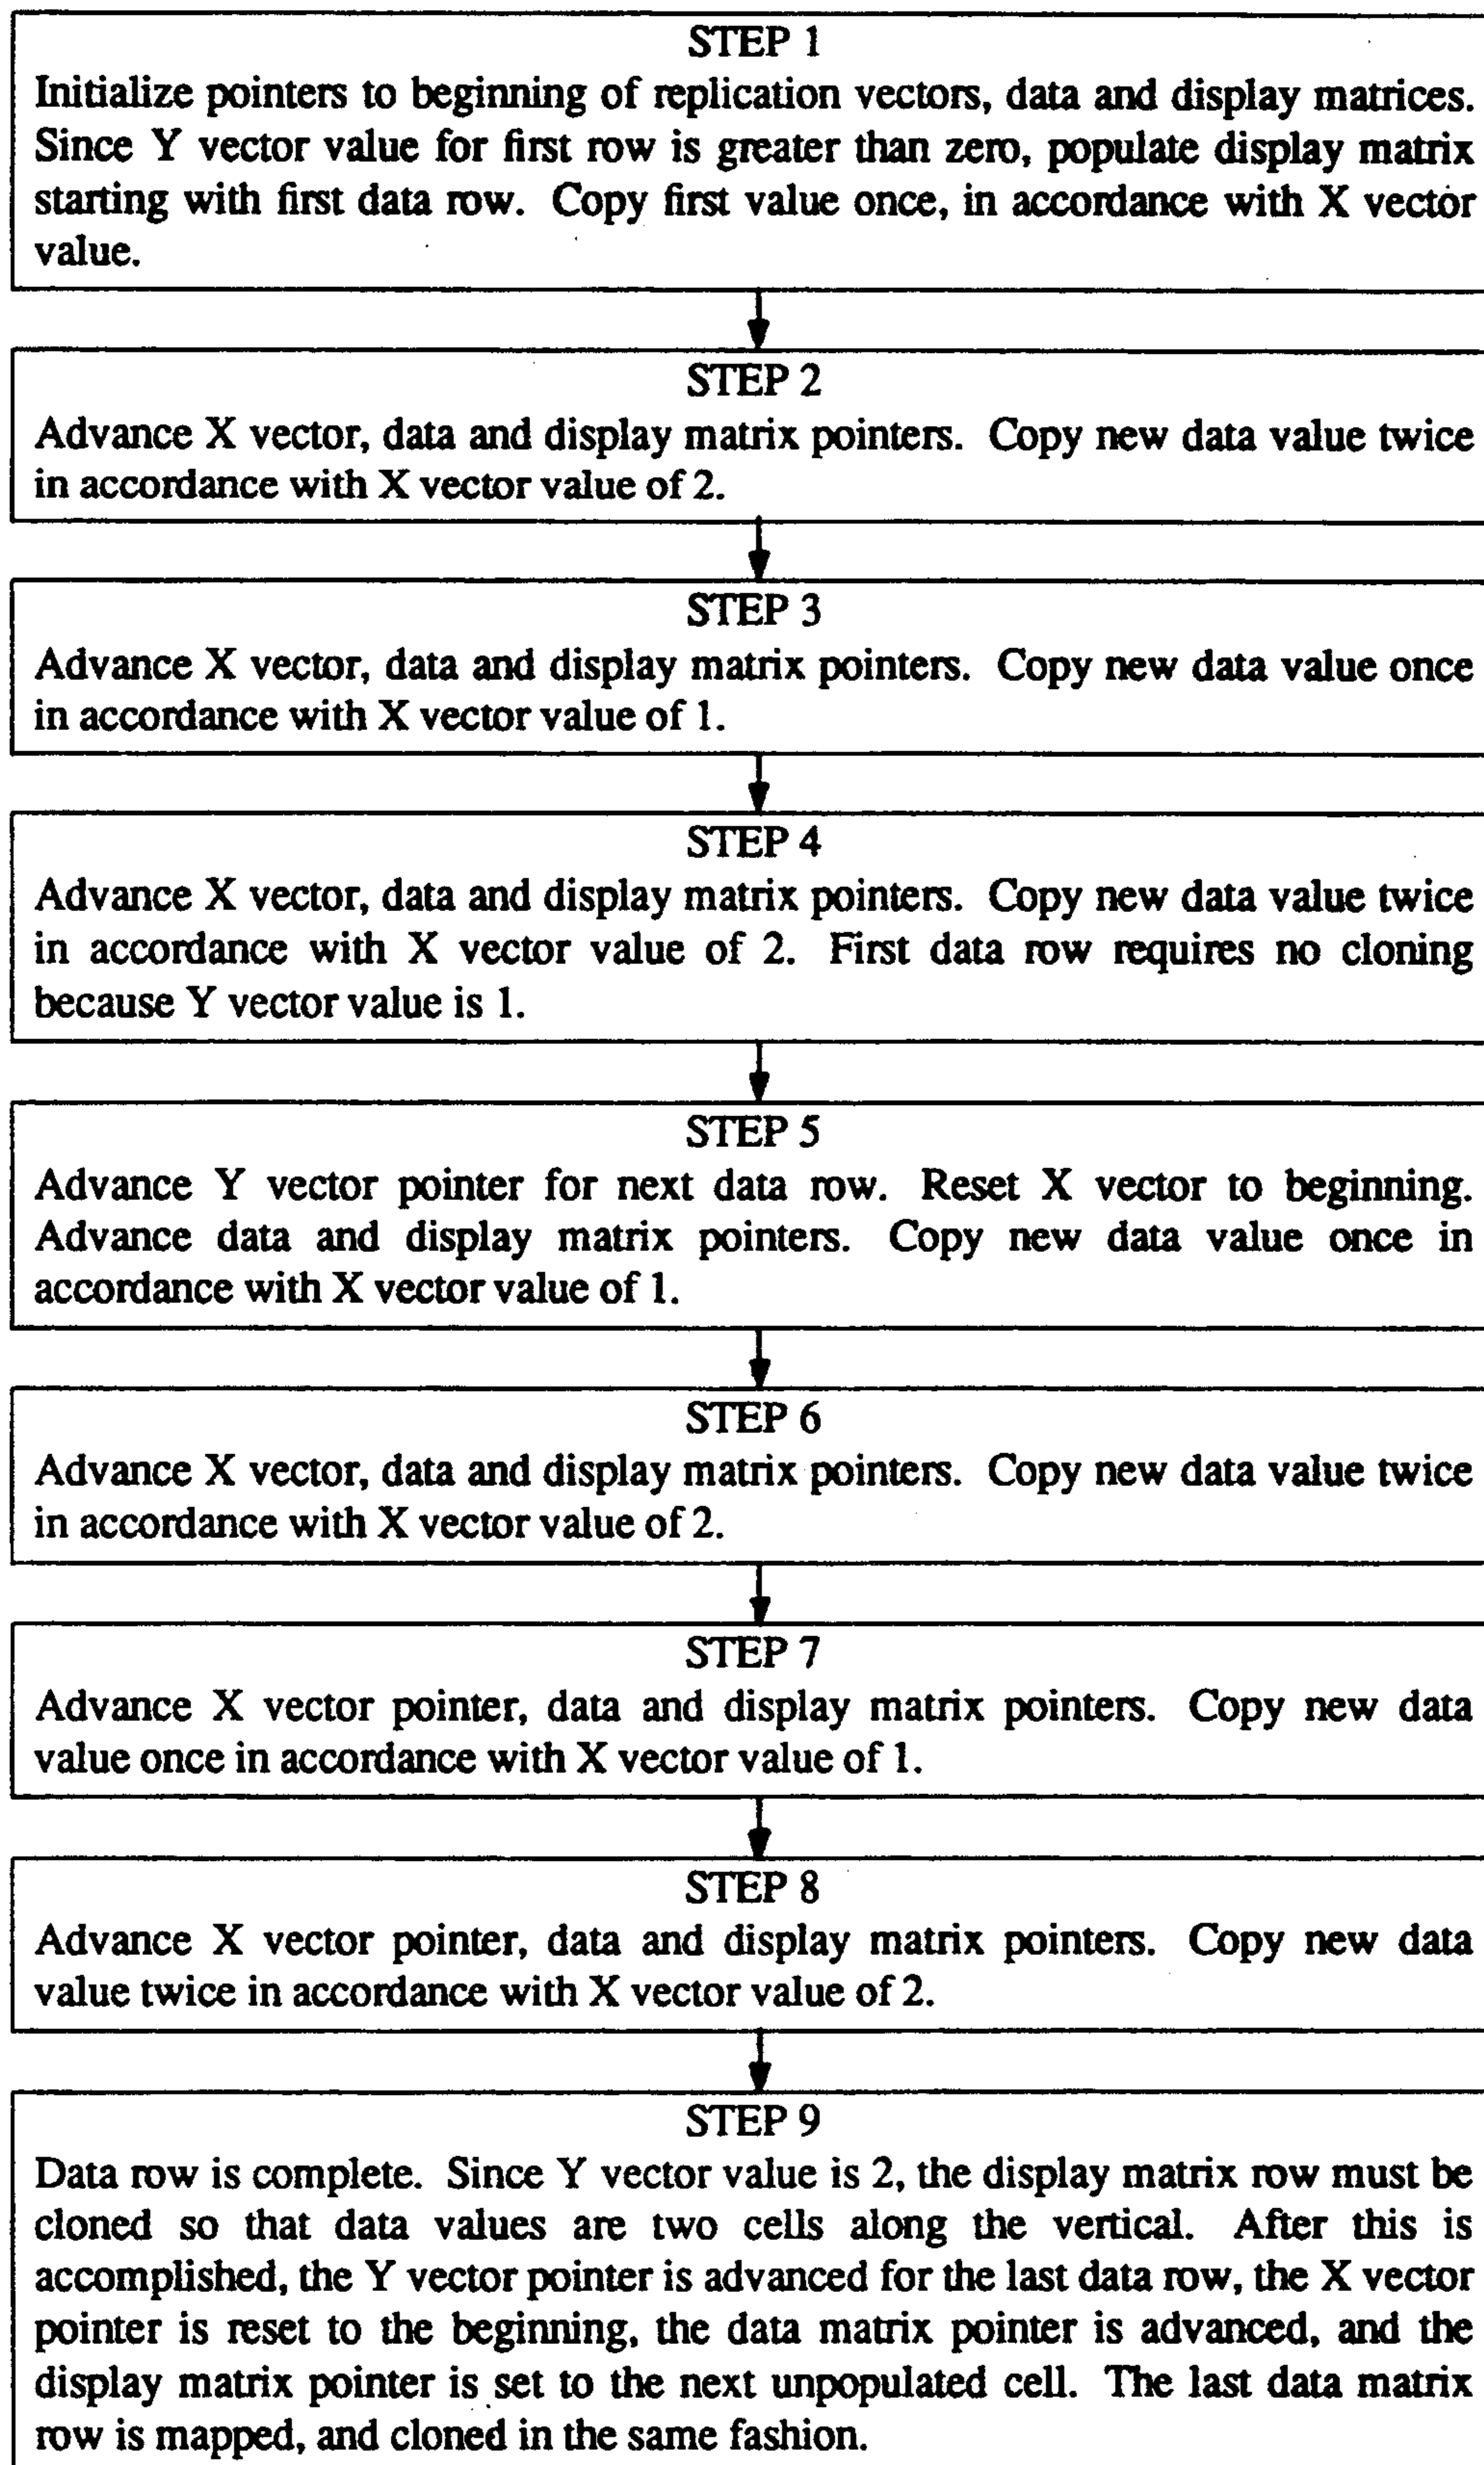 STEP 1
Initialize pointers to beginning of replication vectors, data and display matrices.
Since Y vector value for first row is greater than zero, populate display matrix
starting with first data row. Copy first value once, in accordance with X vector
value.
STEP 2
Advance X vector, data and display matrix pointers. Copy new data value twice
in accordance with X vector value of 2.
STEP 3
Advance X vector, data and display matrix pointers. Copy new data value once
in accordance with X vector value of 1.
STEP 4
Advance X vector, data and display matrix pointers. Copy new data value twice
in accordance with X vector value of 2. First data row requires no cloning
because Y vector value is 1.
STEP 5
Advance Y vector pointer for next data row. Reset X vector to beginning.
Advance data and display matrix pointers. Copy new data value once in
accordance with X vector value of 1.
STEP 6
Advance X vector, data and display matrix pointers. Copy new data value twice
in accordance with X vector value of 2.
STEP 7
Advance X vector pointer, data and display matrix pointers. Copy new data
value once in accordance with X vector value of 1.
STEP 8
Advance X vector pointer, data and display matrix pointers. Copy new data
value twice in accordance with X vector value of 2.
STEP 9
Data row is complete. Since Y vector value is 2, the display matrix row must be
cloned so that data values are two cells along the vertical. After this is
accomplished, the Y vector pointer is advanced for the last data row, the X vector
pointer is reset to the beginning, the data matrix pointer is advanced, and the
display matrix pointer is set to the next unpopulated cell. The last data matrix
row is mapped, and cloned in the same fashion.